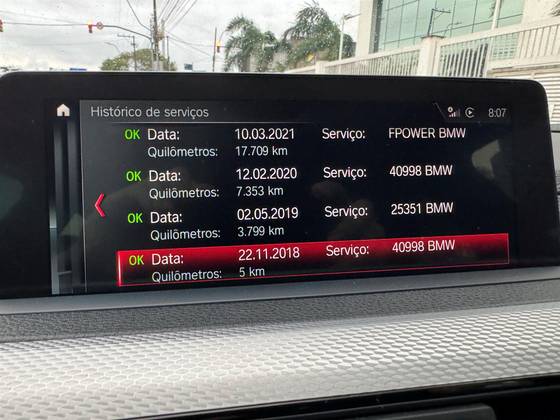 Histórico de serviços 8:07
OK Data: 10.03.2021 Serviço: FPOWER BMW
Quilômetros: 17.709 km
OK Data: 12.02.2020 Serviço: 40998 BMW
Quilômetros: 7.353 km
OK Data: 02.05.2019 Serviço: 25351 BMW
Quilômetros: 3.799 km
OK Data: 22.11.2018 Serviço: 40998 BMW
Quilômetros: 5 km